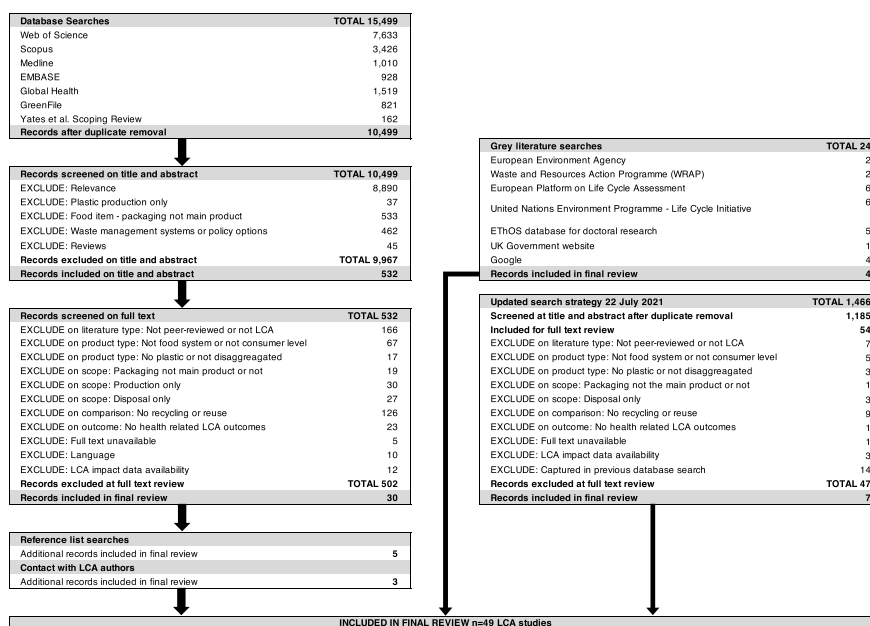 Database Searches TOTAL 15,499
Web of Science 7,633
Scopus 3,426
Medline 1,010
EMBASE 928
Global Health 1,519
GreenFile 821
Yates et al. Scoping Review 162
Records after duplicate removal 10,499
Records screened on title and abstract TOTAL 10,499
EXCLUDE: Relevance 8,890
EXCLUDE: Plastic production only 37
EXCLUDE: Food item - packaging not main product 533
EXCLUDE: Waste management systems or policy options 462
EXCLUDE: Reviews 45
Records excluded on title and abstract TOTAL 9,967
Records included on title and abstract 532
Records screened on full text TOTAL 532
EXCLUDE on literature type: Not peer-reviewed or not LCA 166
EXCLUDE on product type: Not food system or not consumer level 67
EXCLUDE on product type: No plastic or not disaggreagated 17
EXCLUDE on scope: Packaging not main product or not 19
EXCLUDE on scope: Production only 30
EXCLUDE on scope: Disposal only 27
EXCLUDE on comparison: No recycling or reuse 126
EXCLUDE on outcome: No health related LCA outcomes 23
EXCLUDE: Full text unavailable 5
EXCLUDE: Language 10
EXCLUDE: LCA impact data availability 12
Records excluded at full text review TOTAL 502
Records included in final review 30
Reference list searches
Additional records included in final review 5
Contact with LCA authors
Additional records included in final review 3
Grey literature searches TOTAL 24
European Environment Agency 2
Waste and Resources Action Programme (WRAP) 2
European Platform on Life Cycle Assessment 6
United Nations Environment Programme - Life Cycle Initiative 6
EThOS database for doctoral research 5
UK Government website 1
Google 4
Records included in final review 4
Updated search strategy 22 July 2021 TOTAL 1,466
Screened at title and abstract after duplicate removal 1,185
Included for full text review 54
EXCLUDE on literature type: Not peer-reviewed or not LCA 7
EXCLUDE on product type: Not food system or not consumer level 5
EXCLUDE on product type: No plastic or not disaggreagated 3
EXCLUDE on scope: Packaging not the main product or not 1
EXCLUDE on scope: Disposal only 3
EXCLUDE on comparison: No recycling or reuse 9
EXCLUDE on outcome: No health related LCA outcomes 1
EXCLUDE: Full text unavailable 1
EXCLUDE: LCA impact data availability 3
EXCLUDE: Captured in previous database search 14
Records excluded at full text review TOTAL 47
Records included in final review 7
INCLUDED IN FINAL REVIEW n=49 LCA studies